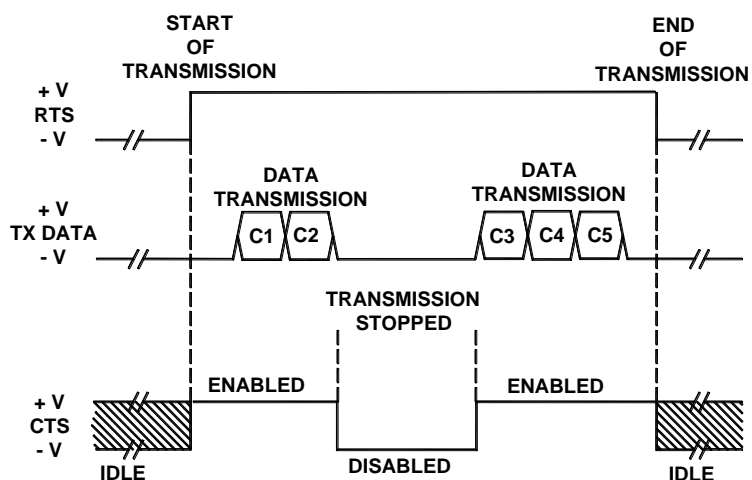 START
OF
TRANSMISSION
END
OF
TRANSMISSION
+ V
RTS
- V
DATA
TRANSMISSION
DATA
TRANSMISSION
+ V
TX DATA
- V
C1 C2 C3 C4 C5
TRANSMISSION
STOPPED
ENABLED ENABLED
+ V
CTS
- V
IDLE DISABLED IDLE